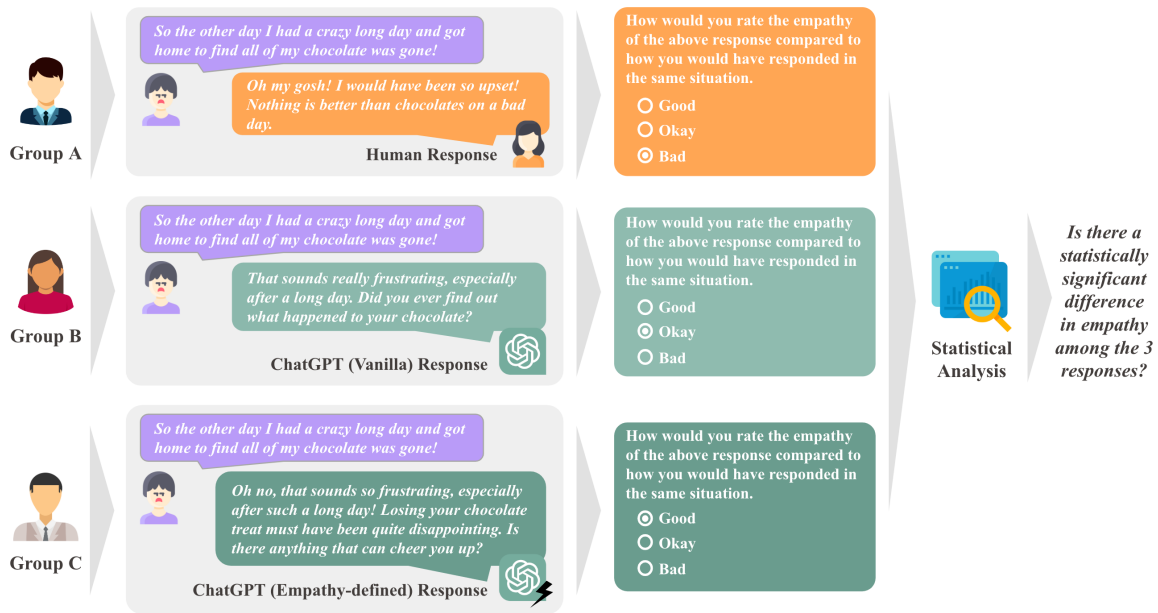 So the other day I had a crazy long day and got
home to find all of my chocolate was gone!
Oh my gosh! I would have been so upset!
Nothing is better than chocolates on a bad
day.
Human Response
Group A
How would you rate the empathy
of the above response compared to
how you would have responded in
the same situation.
Good
Okay
Bad
So the other day I had a crazy long day and got
home to find all of my chocolate was gone!
That sounds really frustrating, especially
after a long day. Did you ever find out
what happened to your chocolate?
ChatGPT (Vanilla) Response
Group B
How would you rate the empathy
of the above response compared to
how you would have responded in
the same situation.
Good
Okay
Bad
So the other day I had a crazy long day and got
home to find all of my chocolate was gone!
Oh no, that sounds so frustrating, especially
after such a long day! Losing your chocolate
treat must have been quite disappointing. Is
there anything that can cheer you up?
ChatGPT (Empathy-defined) Response
Group C
How would you rate the empathy
of the above response compared to
how you would have responded in
the same situation.
Good
Okay
Bad
Statistical
Analysis
Is there a
statistically
significant
difference
in empathy
among the 3
responses?